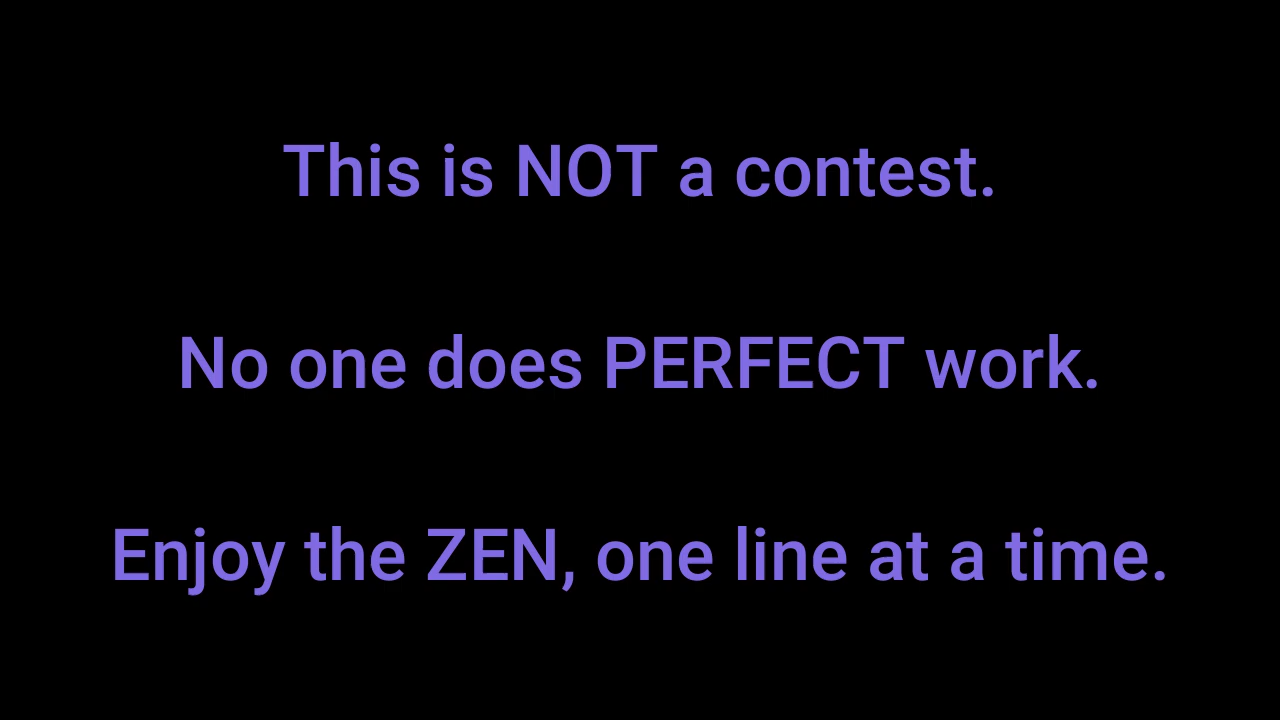 This is NOT a contest.
No one does PERFECT work.
Enjoy the ZEN, one line at a time.